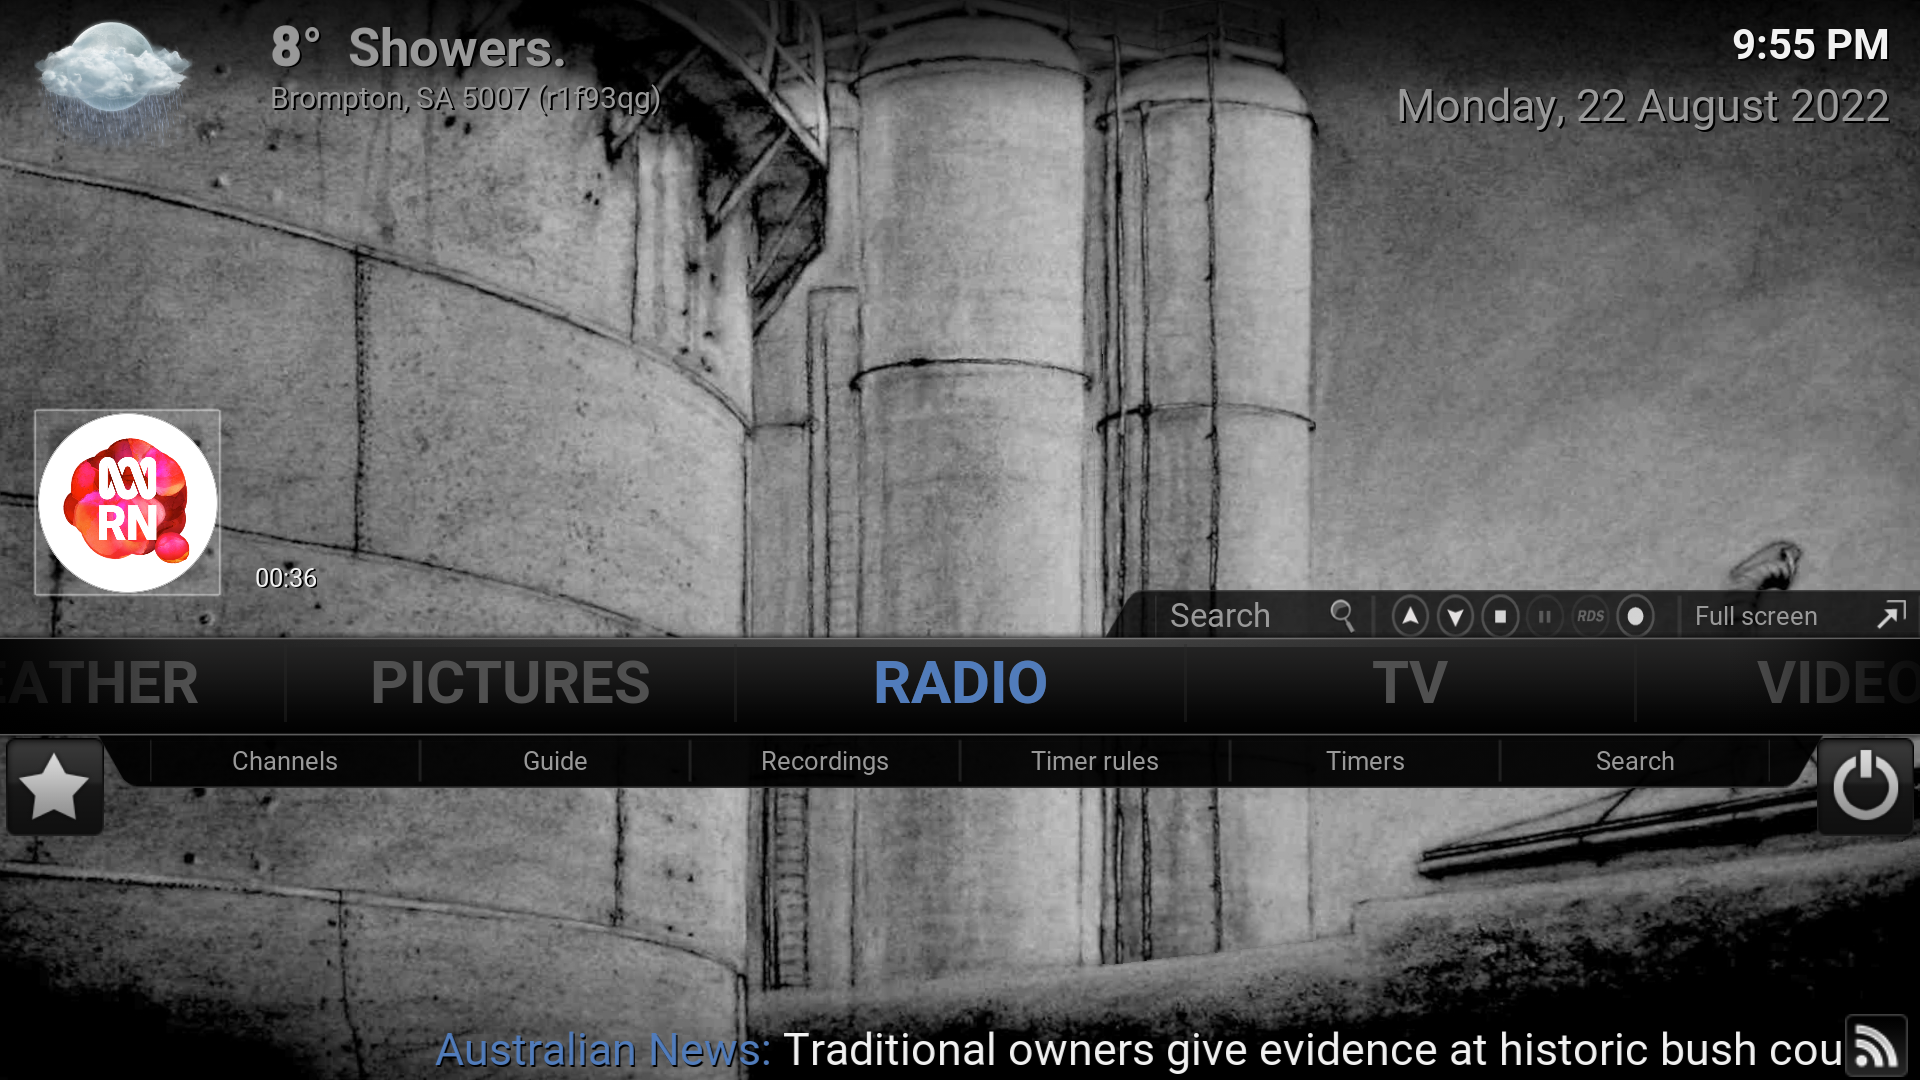 8° Showers.
Brompton, SA 5007 (r1f93qg)
9:55 PM
Monday, 22 August 2022
RN
00:36
Search
RDS
Full screen
EATHER
PICTURES
RADIO
TV
VIDEO
Channels
Guide
Recordings
Timer rules
Timers
Search
Australian News: Traditional owners give evidence at historic bush cou